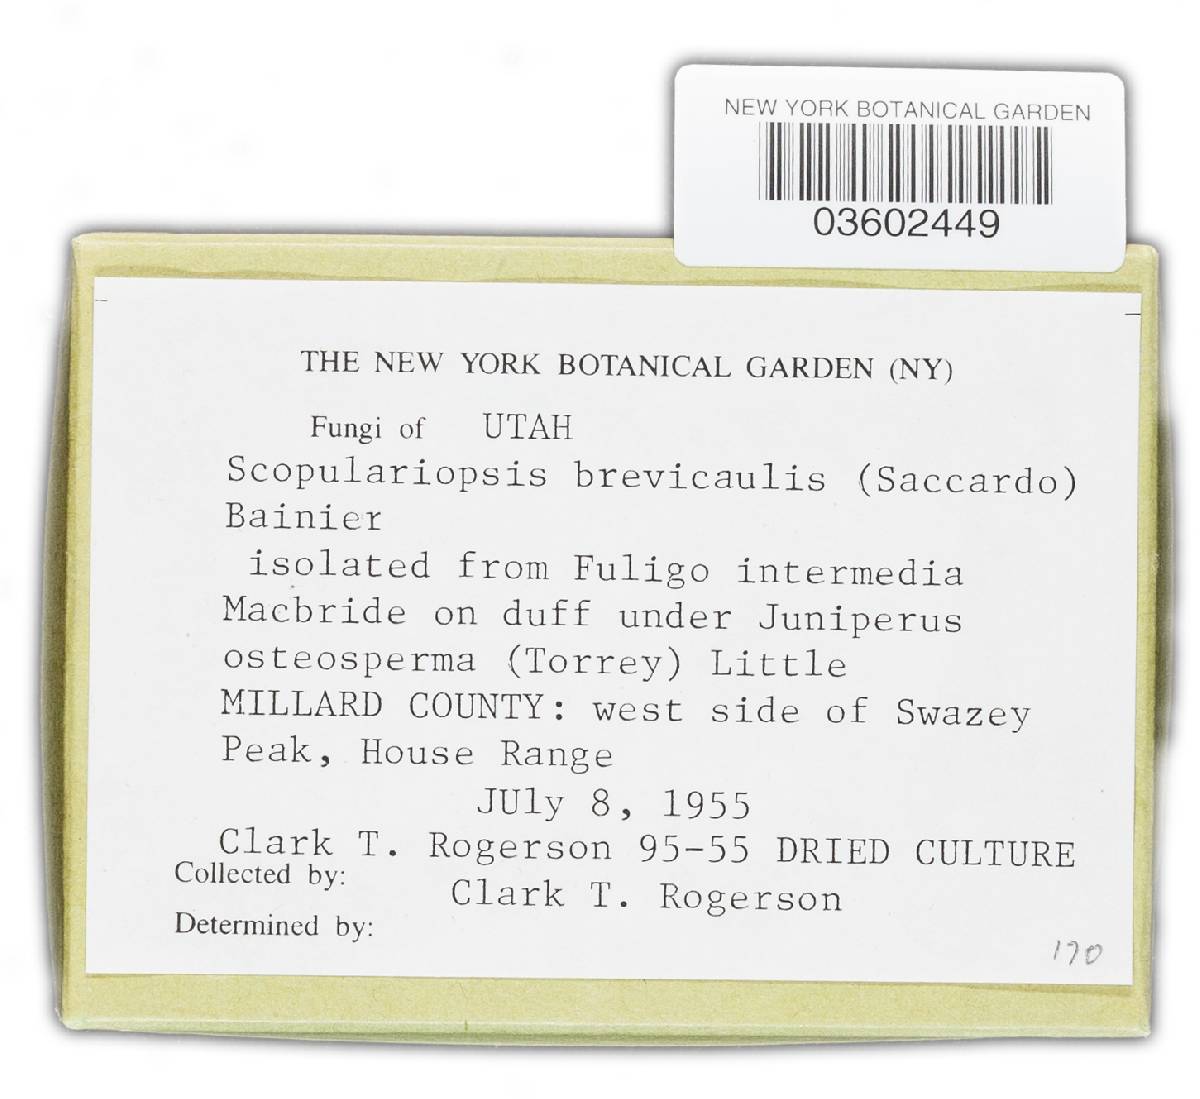 NEW YORK BOTANICAL GARDEN
03602449
THE NEW YORK BOTANICAL GARDEN (NY)
Fungi of UTAH
Scopulariopsis brevicaulis (Saccardo)
Bainier
isolated from Fuligo intermedia
Macbride on duff under Juniperus
osteosperma (Torrey) Little
MILLARD COUNTY: west side of Swazey
Peak, House Range
JUly 8, 1955
Clark T. Rogerson 95-55 DRIED CULTURE
Collected by:
Clark T. Rogerson
Determined by:
170